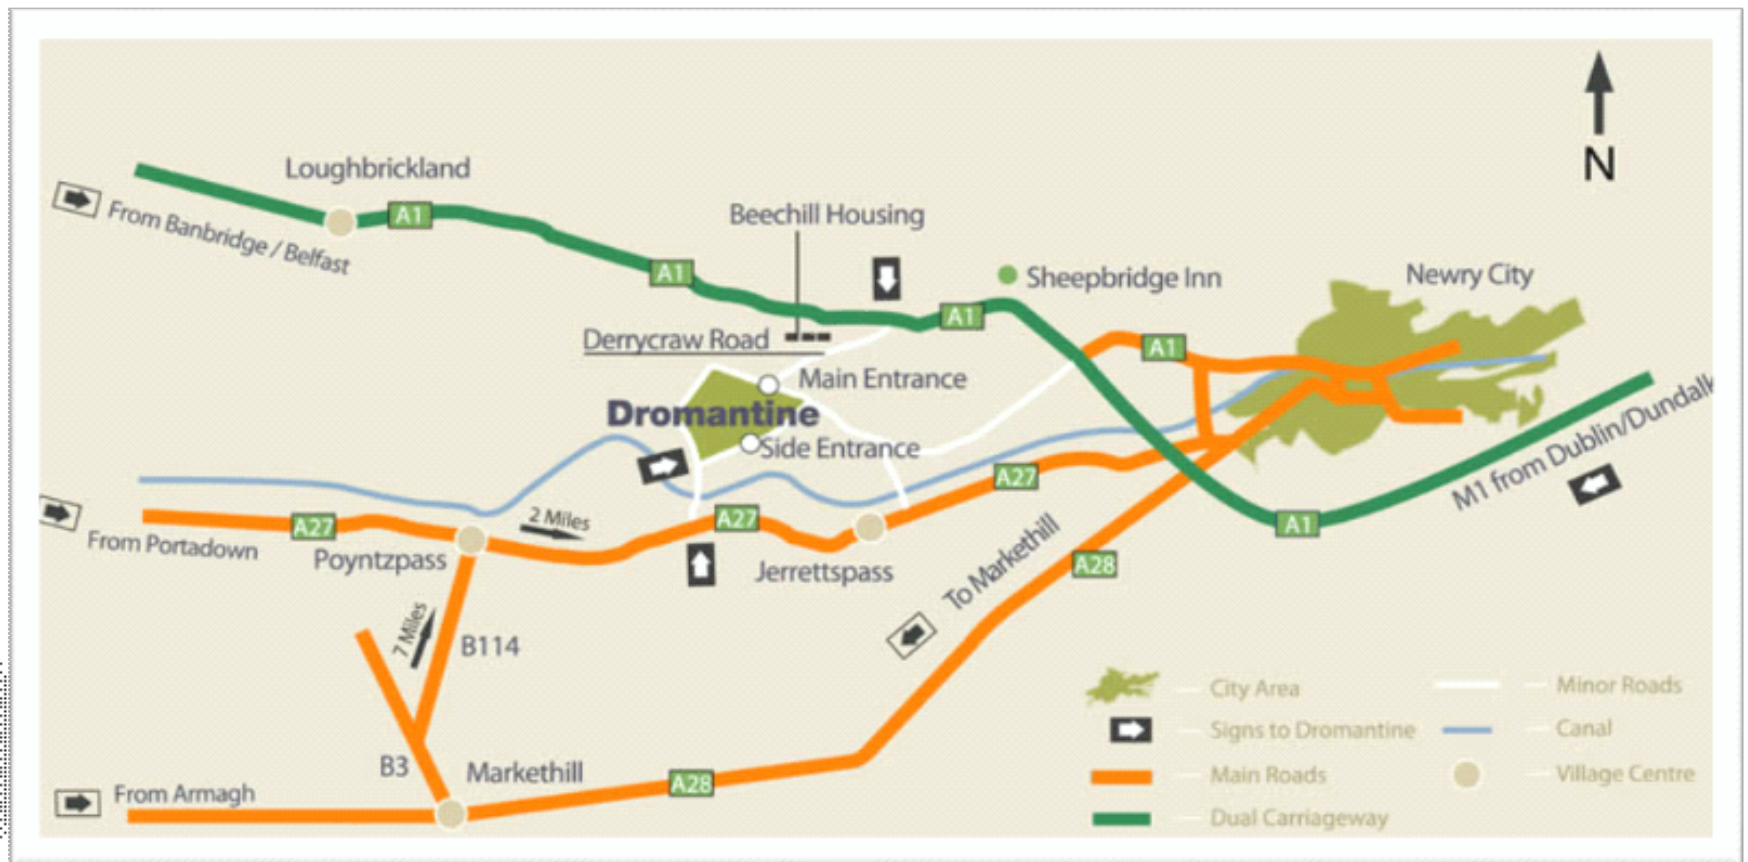 N
Loughbrickland
A1
From Banbridge / Belfast
Beechill Housing
A1
Sheepbridge Inn
Newry City
A1
Derrycraw Road
A1
Main Entrance
Dromantine
Side Entrance
M1 from Dublin/Dundalk
A27
2 Miles
A27
A27
A1
From Portadown
Poyntzpass
Jerrettspass
To Markethill
A28
7 Miles
B114
B3
Markethill
A28
From Armagh
City Area
Signs to Dromantine
Main Roads
Dual Carriageway
Minor Roads
Canal
Village Centre